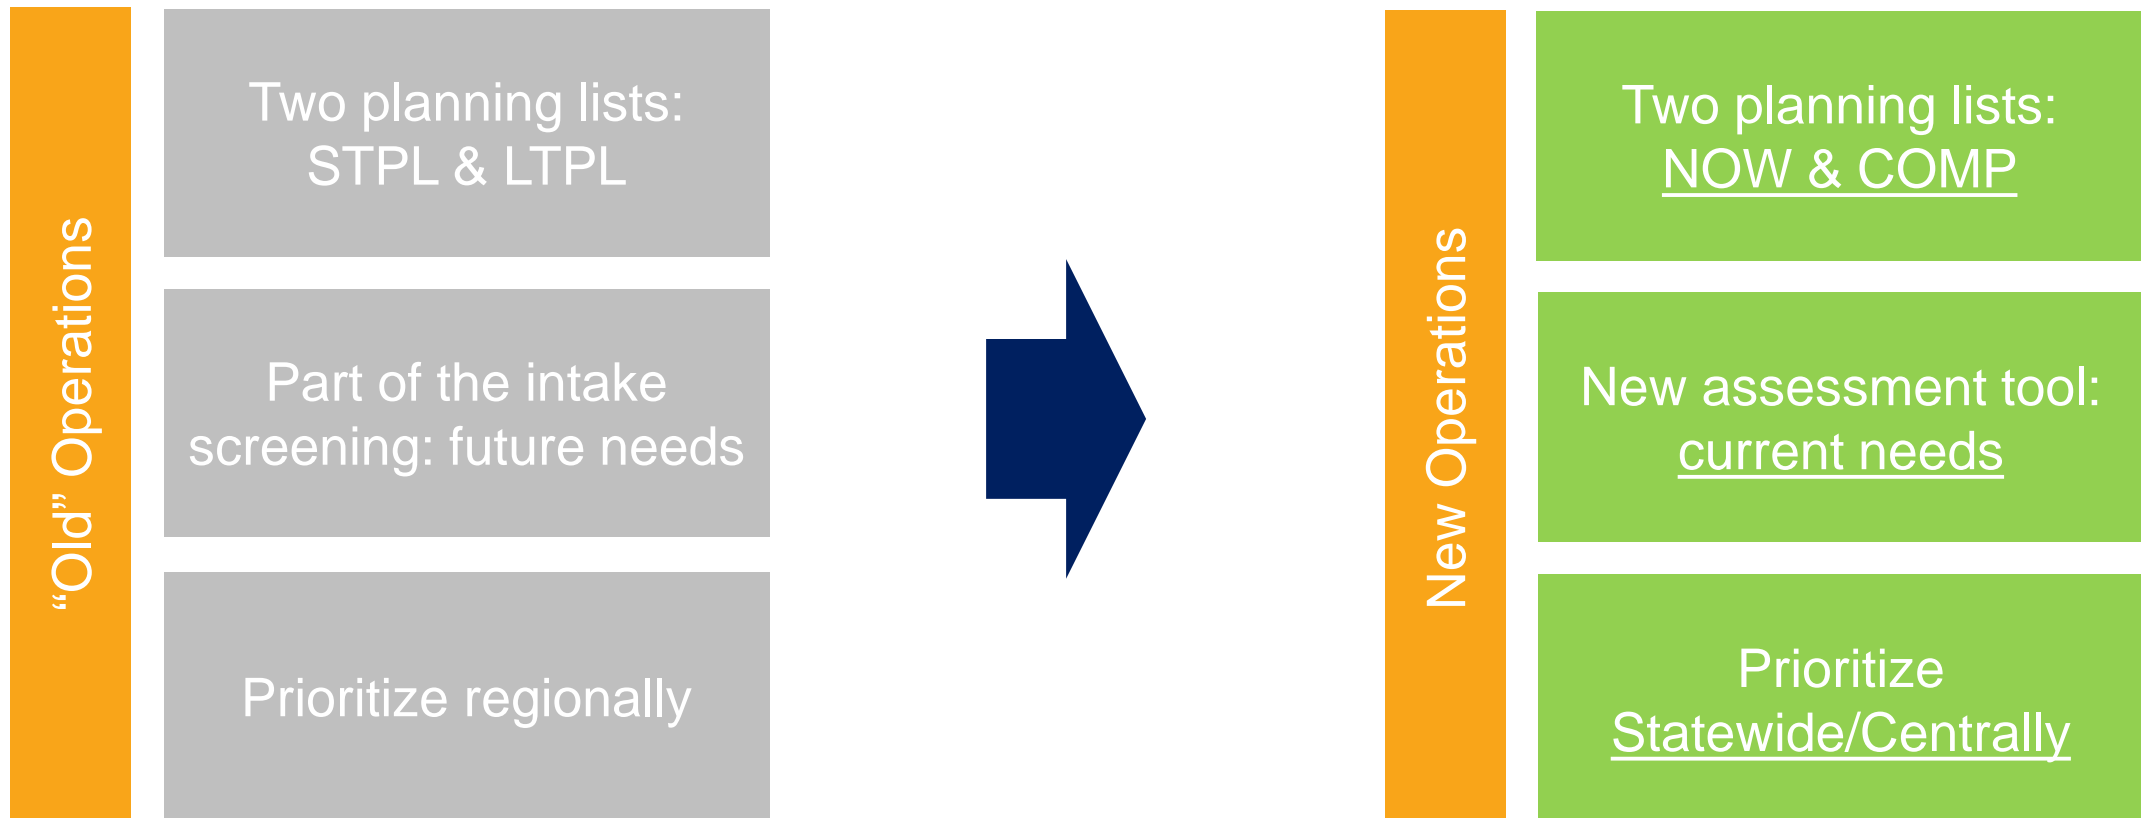 “Old” Operations
Two planning lists:
STPL & LTPL
Part of the intake
screening: future needs
Prioritize regionally
New Operations
Two planning lists:
NOW & COMP
New assessment tool:
current needs
Prioritize
Statewide/Centrally